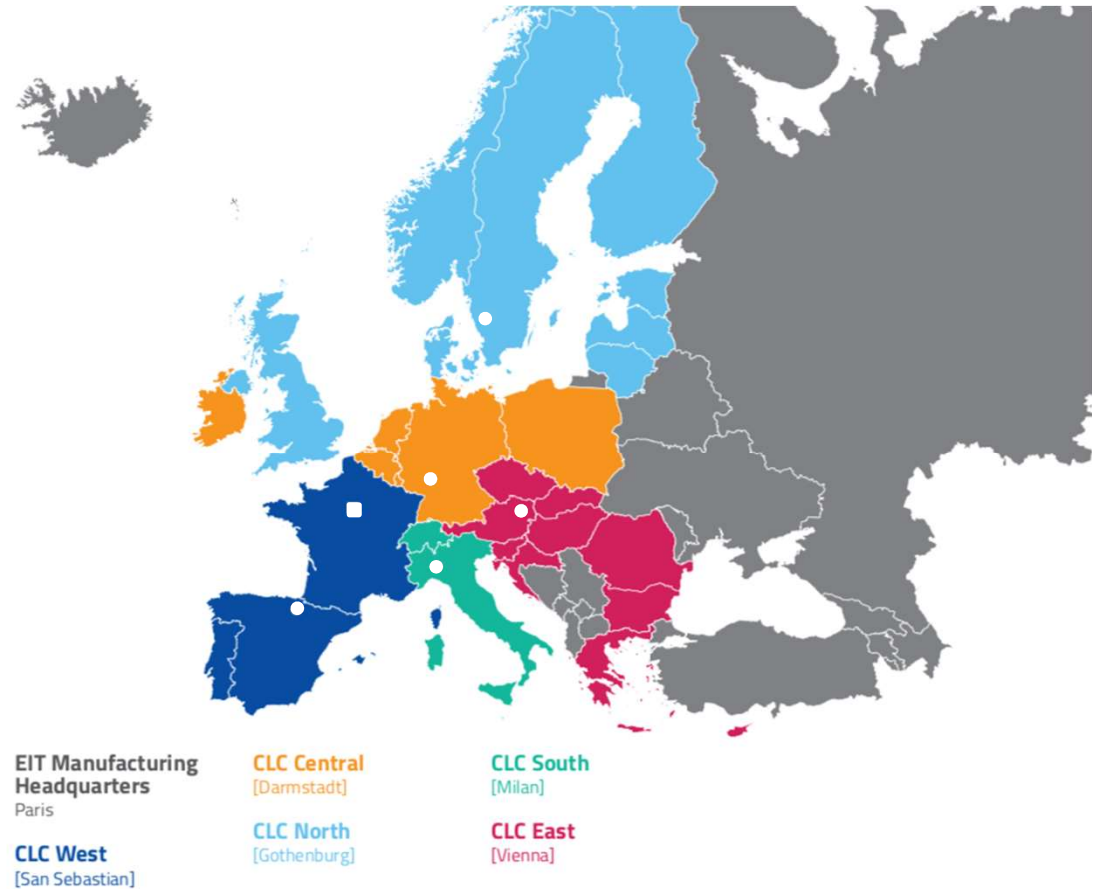 EIT Manufacturing
Headquarters
Paris
CLC West
[San Sebastian]
CLC Central
[Darmstadt]
CLC North
[Gothenburg]
CLC South
[Milan]
CLC East
[Vienna]